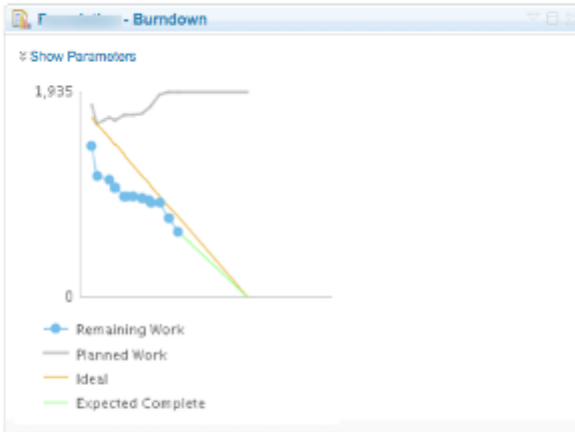 - Burndown
Show Parameters
1,935
0
Remaining Work
Planned Work
Ideal
Expected Complete